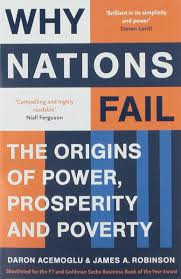 WHY
'Brilliant in its simplicity
and power'
Steven Levitt
NATIONS
'Compelling and highly
readable'
Niall Ferguson
FAIL
THE ORIGINS
OF POWER,
PROSPERITY
AND POVERTY
DARON ACEMOGLU & JAMES A. ROBINSON
Shortlisted for the FT and Goldman Sachs Business Book of the Year Award